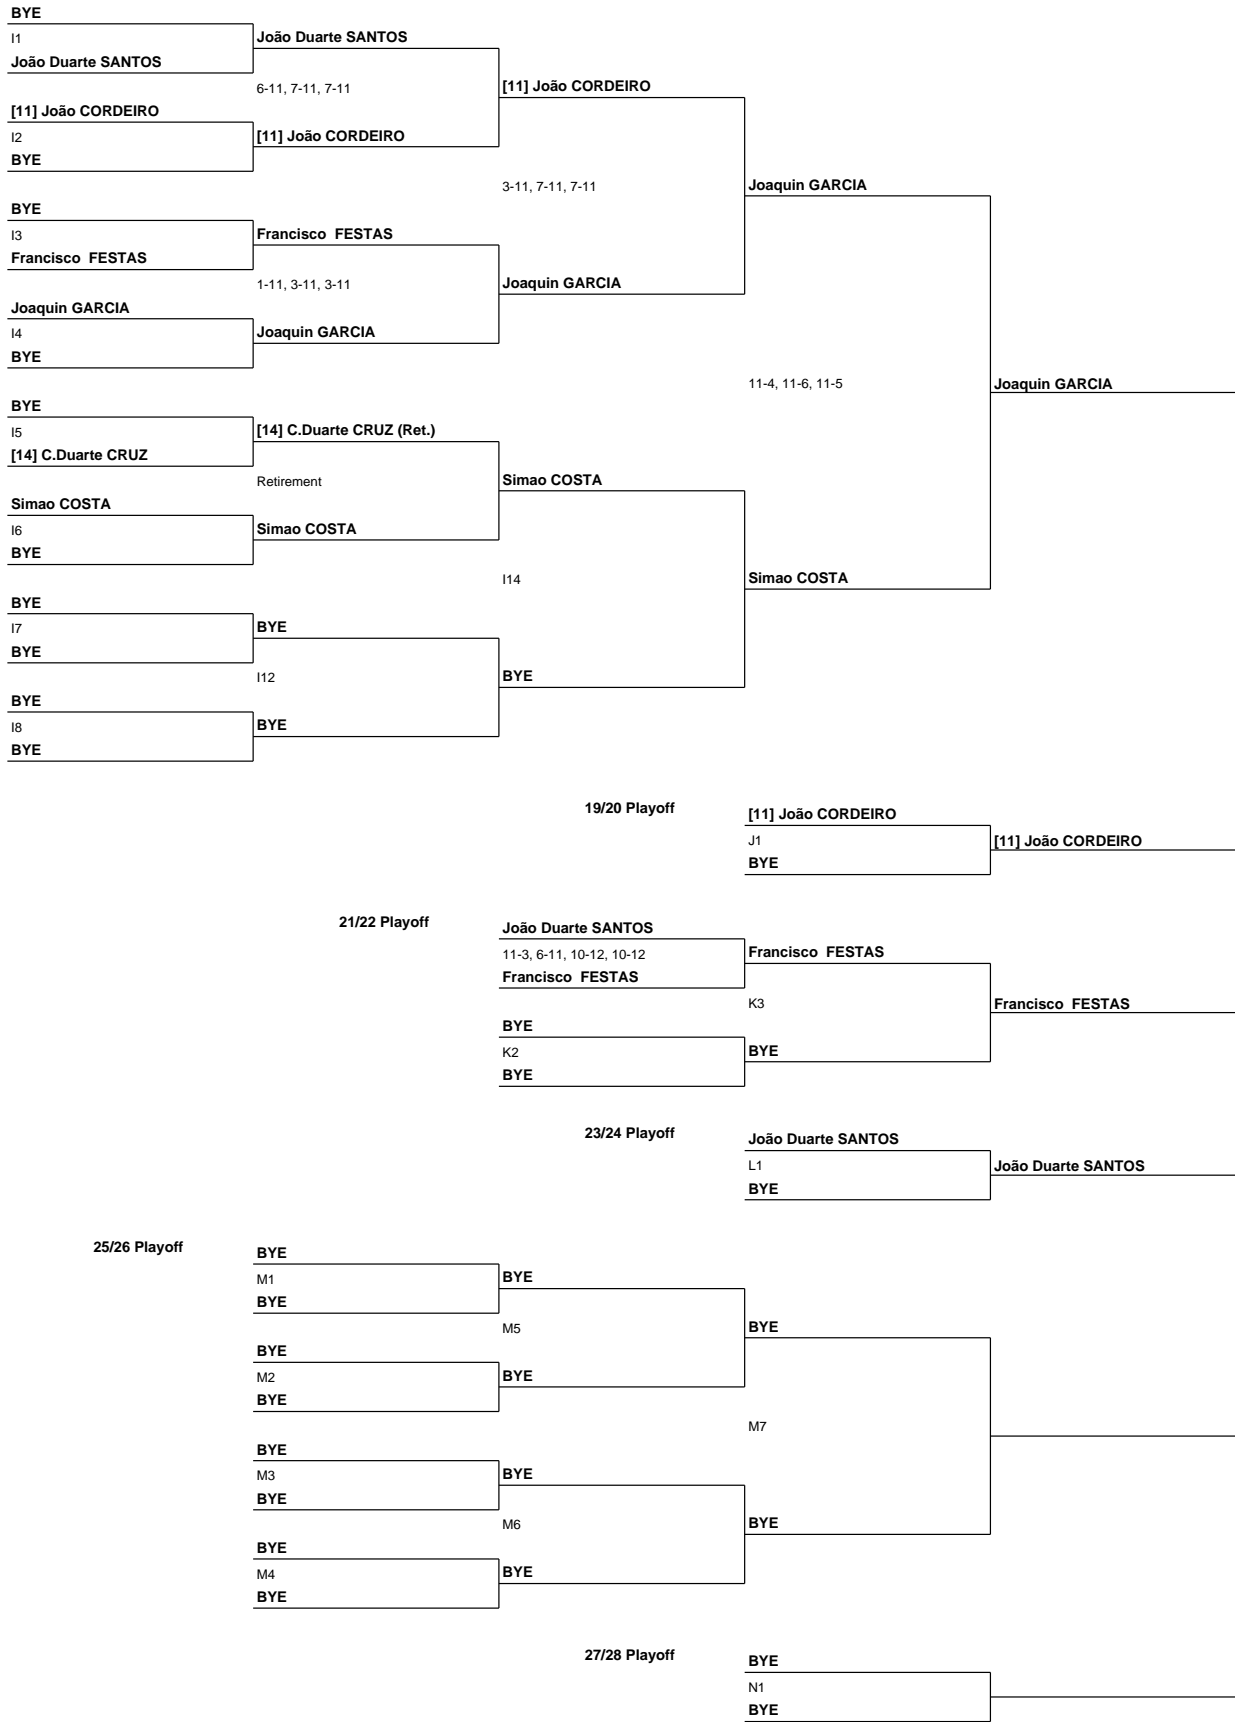 BYE
I1
João Duarte SANTOS
João Duarte SANTOS
6-11, 7-11, 7-11
[11] João CORDEIRO
[11] João CORDEIRO
I2
[11] João CORDEIRO
BYE
3-11, 7-11, 7-11
Joaquin GARCIA
BYE
I3
Francisco FESTAS
Francisco FESTAS
1-11, 3-11, 3-11
Joaquin GARCIA
Joaquin GARCIA
I4
Joaquin GARCIA
BYE
11-4, 11-6, 11-5
Joaquin GARCIA
BYE
I5
[14] C.Duarte CRUZ (Ret.)
[14] C.Duarte CRUZ
Retirement
Simao COSTA
Simao COSTA
I6
Simao COSTA
BYE
I14
Simao COSTA
BYE
I7
BYE
BYE
I12
BYE
BYE
I8
BYE
BYE
19/20 Playoff
[11] João CORDEIRO
J1
[11] João CORDEIRO
BYE
21/22 Playoff
João Duarte SANTOS
11-3, 6-11, 10-12, 10-12
Francisco FESTAS
Francisco FESTAS
K3
Francisco FESTAS
BYE
K2
BYE
BYE
23/24 Playoff
João Duarte SANTOS
L1
João Duarte SANTOS
BYE
25/26 Playoff
BYE
M1
BYE
BYE
M5
BYE
BYE
M2
BYE
BYE
M7
BYE
M3
BYE
BYE
M6
BYE
BYE
M4
BYE
BYE
27/28 Playoff
BYE
N1
BYE